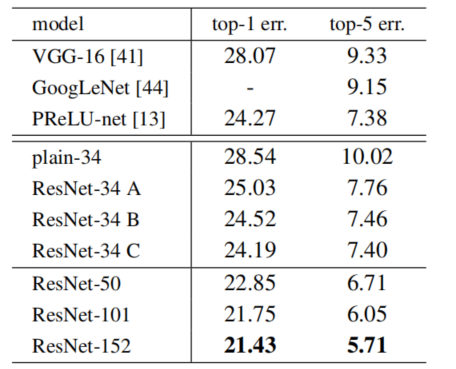 model top-1 err. top-5 err.
VGG-16 [41] 28.07 9.33
GoogLeNet [44] - 9.15
PReLU-net [13] 24.27 7.38
plain-34 28.54 10.02
ResNet-34 A 25.03 7.76
ResNet-34 B 24.52 7.46
ResNet-34 C 24.19 7.40
ResNet-50 22.85 6.71
ResNet-101 21.75 6.05
ResNet-152 21.43 5.71